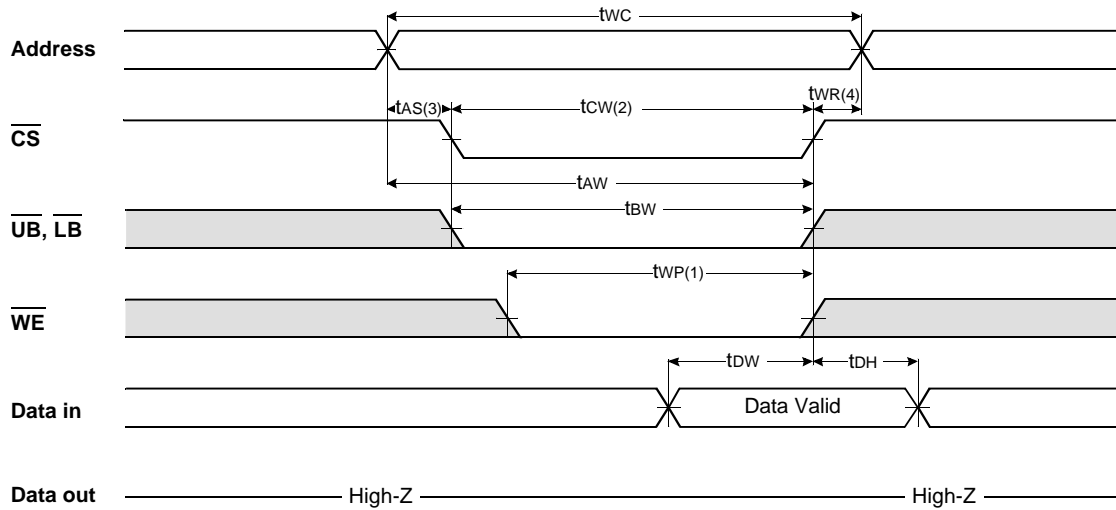 tWC
Address
tAS(3) tCW(2) tWR(4)
CS
tAW
tBW
UB, LB
tWP(1)
WE
tDW tDH
Data in Data Valid
Data out High-Z High-Z